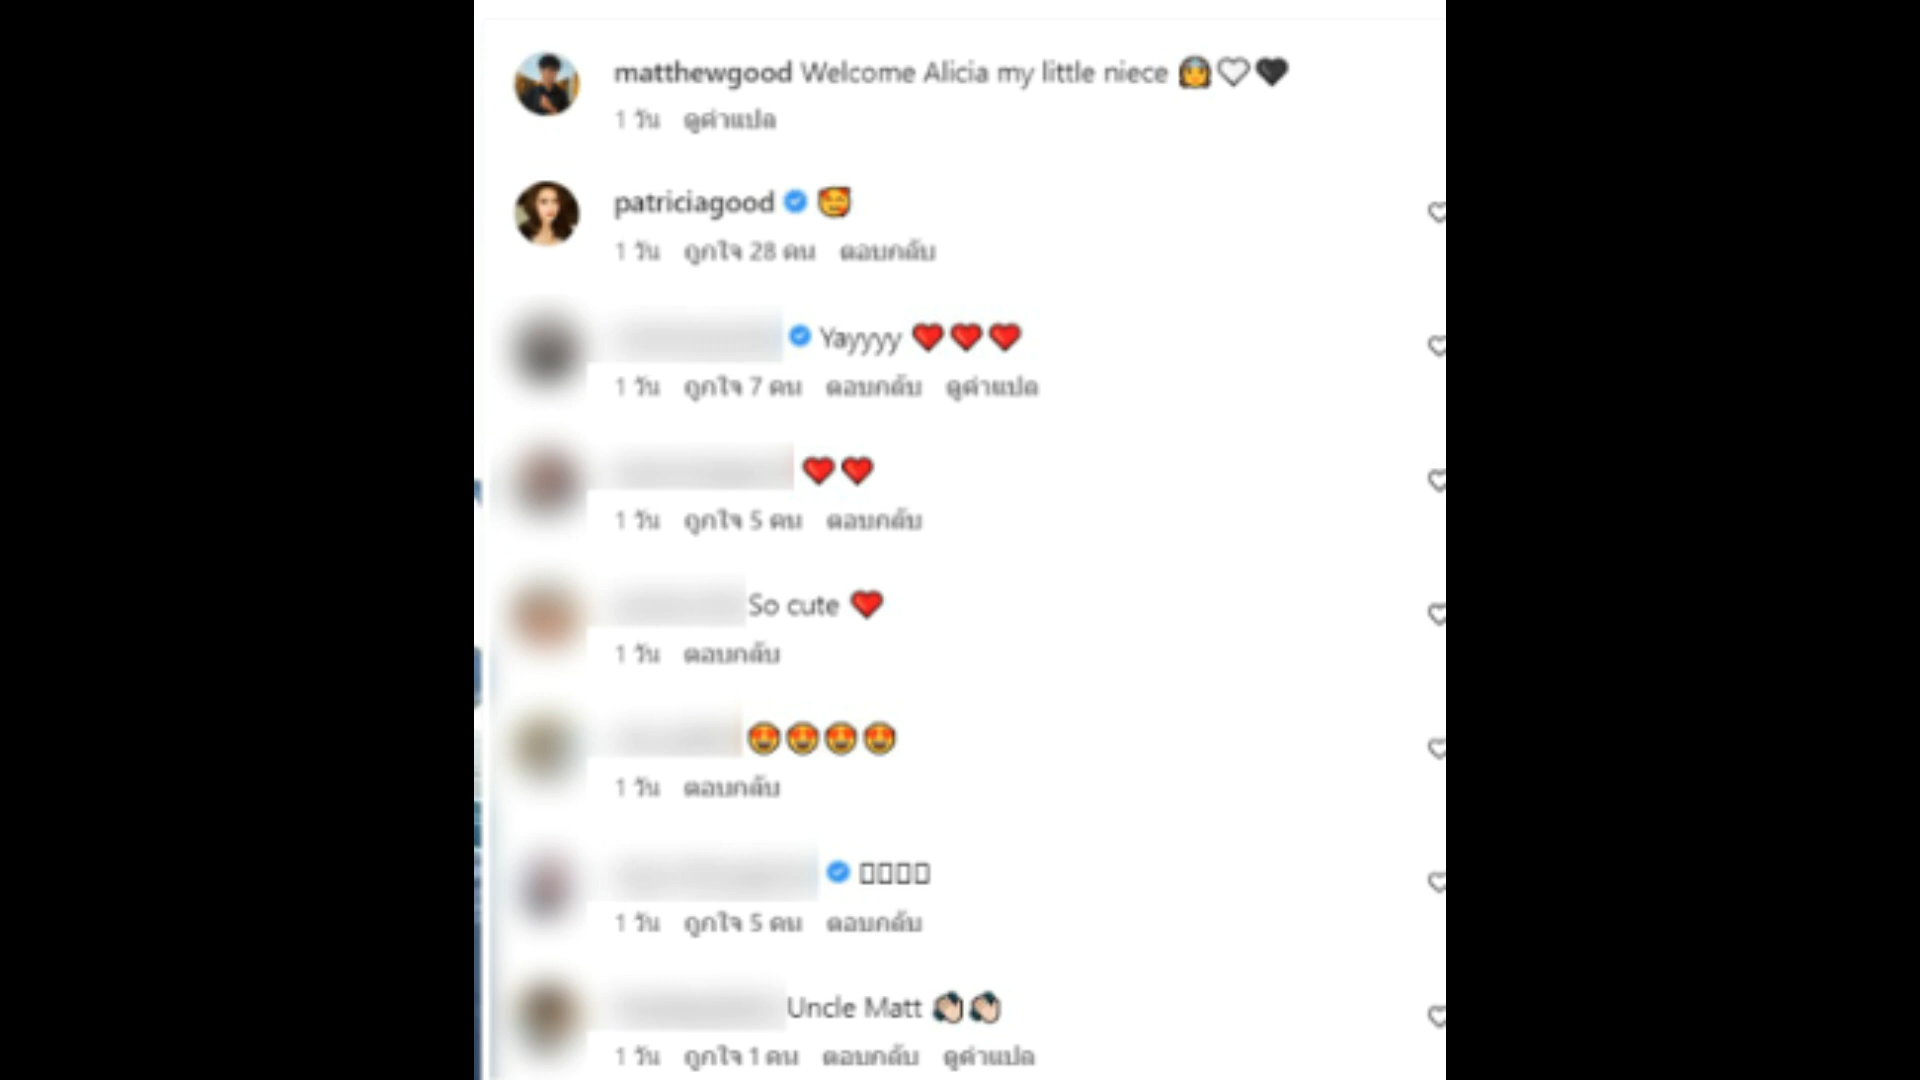 matthewgood Welcome Alicia my little niece 👼🤍🖤
1 วัน ดูคำแปล
patriciagood 🥰
1 วัน ถูกใจ 28 คน ตอบกลับ
Yayyyy ❤️❤️❤️
1 วัน ถูกใจ 7 คน ตอบกลับ ดูคำแปล
❤️❤️
1 วัน ถูกใจ 5 คน ตอบกลับ
So cute ❤️
1 วัน ตอบกลับ
😍😍😍😍
1 วัน ตอบกลับ
▯▯▯▯
1 วัน ถูกใจ 5 คน ตอบกลับ
Uncle Matt 👏🏻👏🏻
1 วัน ถูกใจ 1 คน ตอบกลับ ดูคำแปล